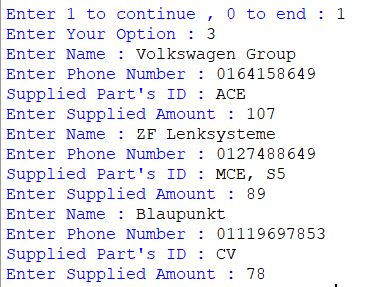 Enter 1 to continue , 0 to end : 1
Enter Your Option : 3
Enter Name : Volkswagen Group
Enter Phone Number : 0164158649
Supplied Part's ID : ACE
Enter Supplied Amount : 107
Enter Name : ZF Lenksysteme
Enter Phone Number : 0127488649
Supplied Part's ID : MCE, S5
Enter Supplied Amount : 89
Enter Name : Blaupunkt
Enter Phone Number : 01119697853
Supplied Part's ID : CV
Enter Supplied Amount : 78